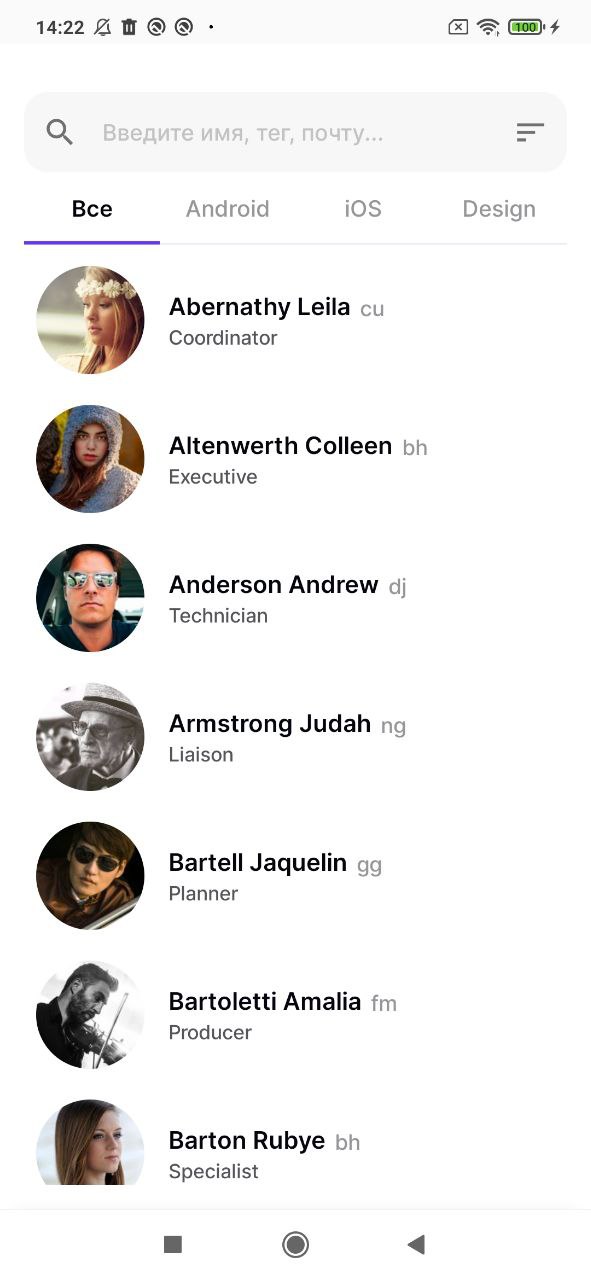 14:22
100
Введите имя, тег, почту...
Все Android iOS Design
Abernathy Leila cu
Coordinator
Altenwerth Colleen bh
Executive
Anderson Andrew dj
Technician
Armstrong Judah ng
Liaison
Bartell Jaquelin gg
Planner
Bartoletti Amalia fm
Producer
Barton Rubye bh
Specialist